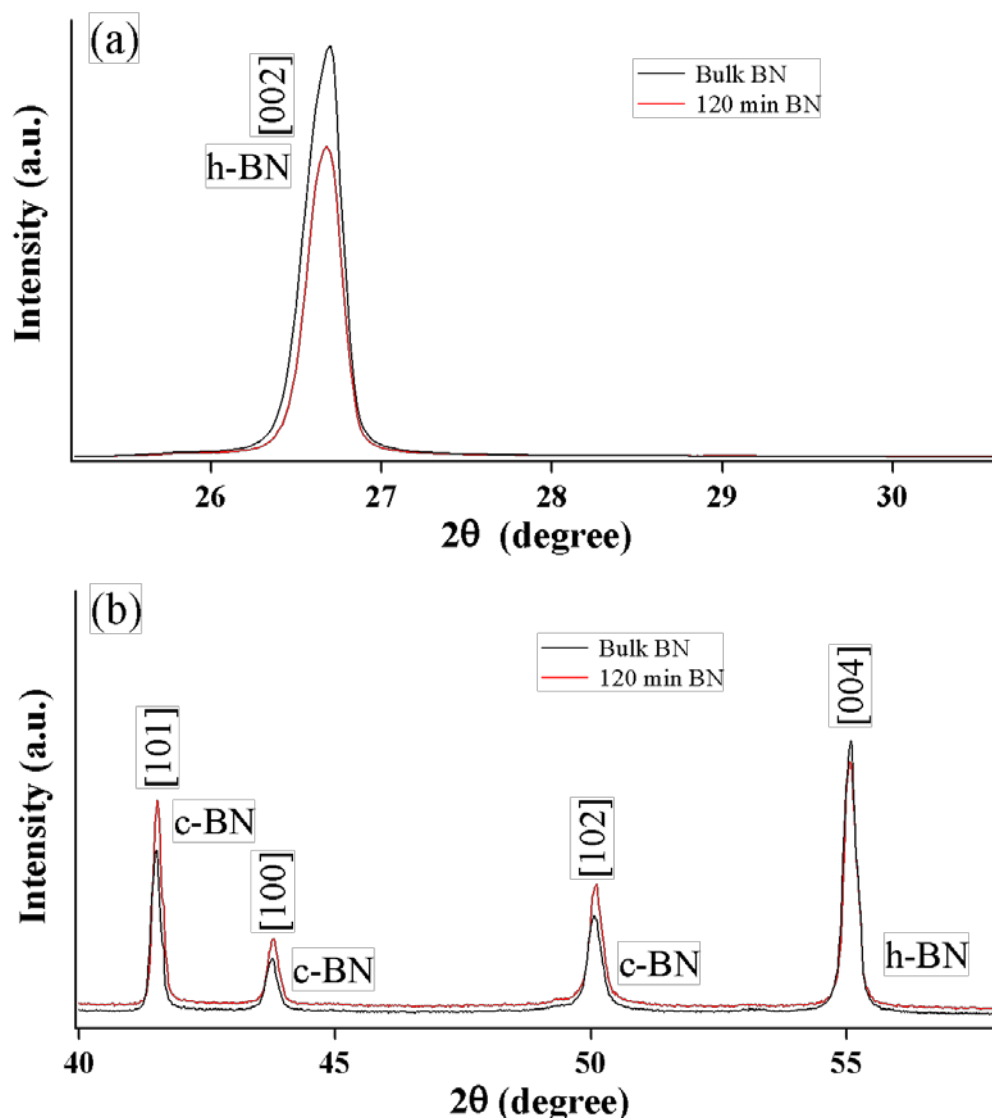 (a)
[002]
h-BN
Bulk BN
120 min BN
Intensity (a.u.)
26 27 28 29 30
2θ (degree)
(b)
Bulk BN
120 min BN
[004]
[101]
c-BN
[102]
[100]
c-BN
c-BN
h-BN
Intensity (a.u.)
40 45 50 55
2θ (degree)